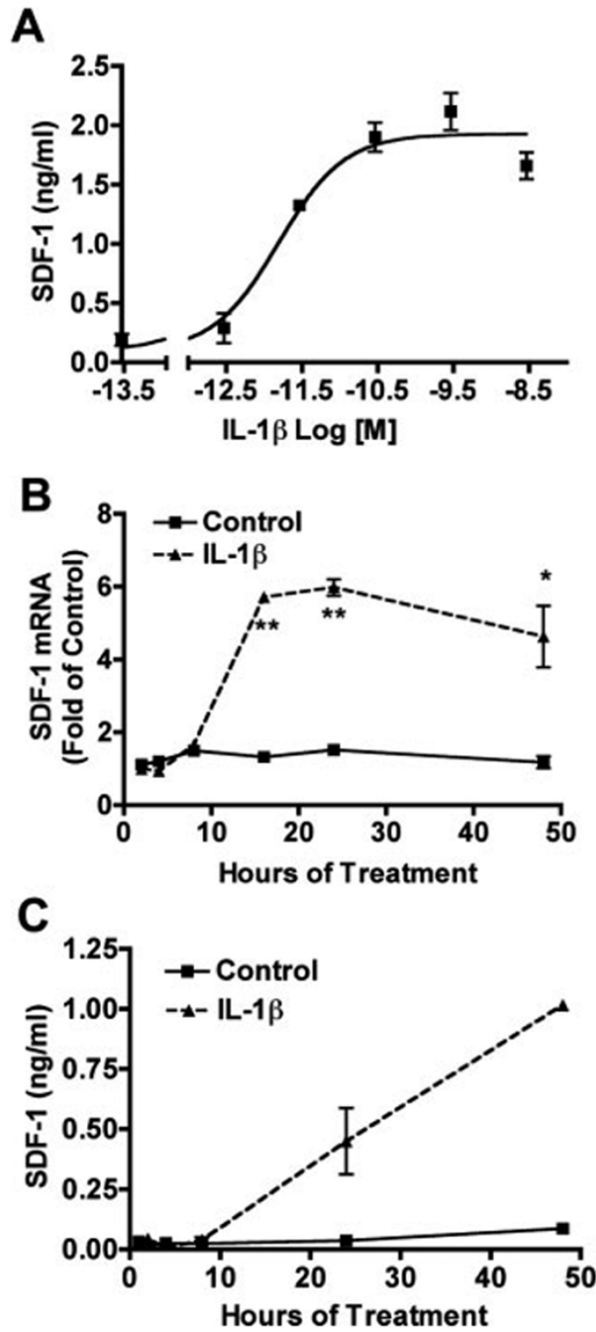 A
2.5
2.0
1.5
1.0
0.5
0.0
SDF-1 (ng/ml)
-13.5 -12.5 -11.5 -10.5 -9.5 -8.5
IL-1β Log [M]
B
8
6
4
2
0
SDF-1 mRNA
(Fold of Control)
Control
IL-1β
** ** *
0 10 20 30 40 50
Hours of Treatment
C
1.25
1.00
0.75
0.50
0.25
0.00
SDF-1 (ng/ml)
Control
IL-1β
0 10 20 30 40 50
Hours of Treatment